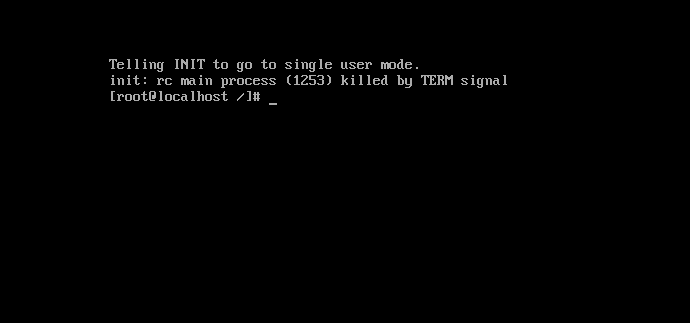 Telling INIT to go to single user mode.
init: rc main process (1253) killed by TERM signal
[root@localhost /]# _